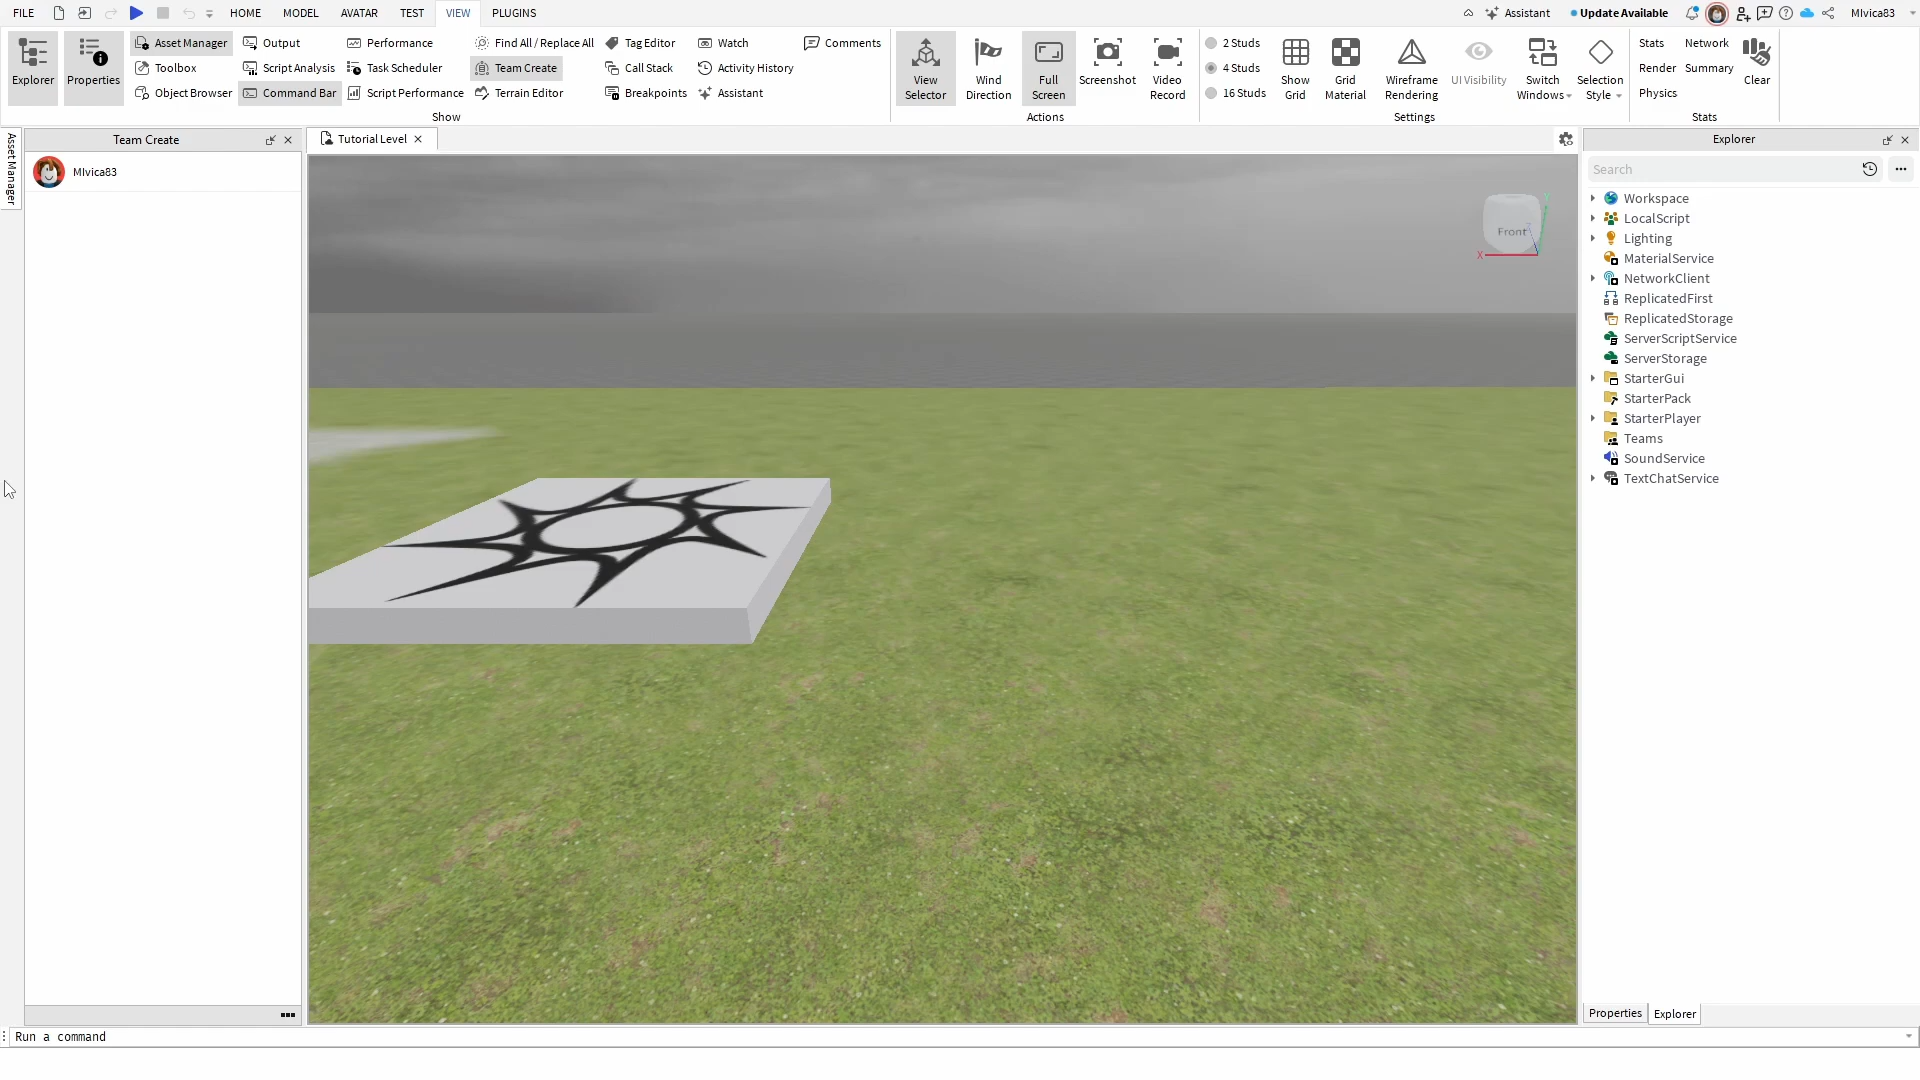 FILE HOME MODEL AVATAR TEST VIEW PLUGINS Assistant Update Available MIvica83
Explorer
Properties
Asset Manager Output Performance Find All / Replace All Tag Editor Watch Comments
Toolbox Script Analysis Task Scheduler Team Create Call Stack Activity History
Object Browser Command Bar Script Performance Terrain Editor Breakpoints Assistant
Show
View Selector
Wind Direction
Full Screen
Screenshot
Video Record
Actions
2 Studs
4 Studs
16 Studs
Show Grid
Grid Material
Wireframe Rendering
UI Visibility
Switch Windows
Selection Style
Settings
Stats Network
Render Summary
Physics
Clear
Stats
Asset Manager
Team Create
MIvica83
Tutorial Level
Front
X
Y
Explorer
Search
Workspace
LocalScript
Lighting
MaterialService
NetworkClient
ReplicatedFirst
ReplicatedStorage
ServerScriptService
ServerStorage
StarterGui
StarterPack
StarterPlayer
Teams
SoundService
TextChatService
Properties Explorer
Run a command